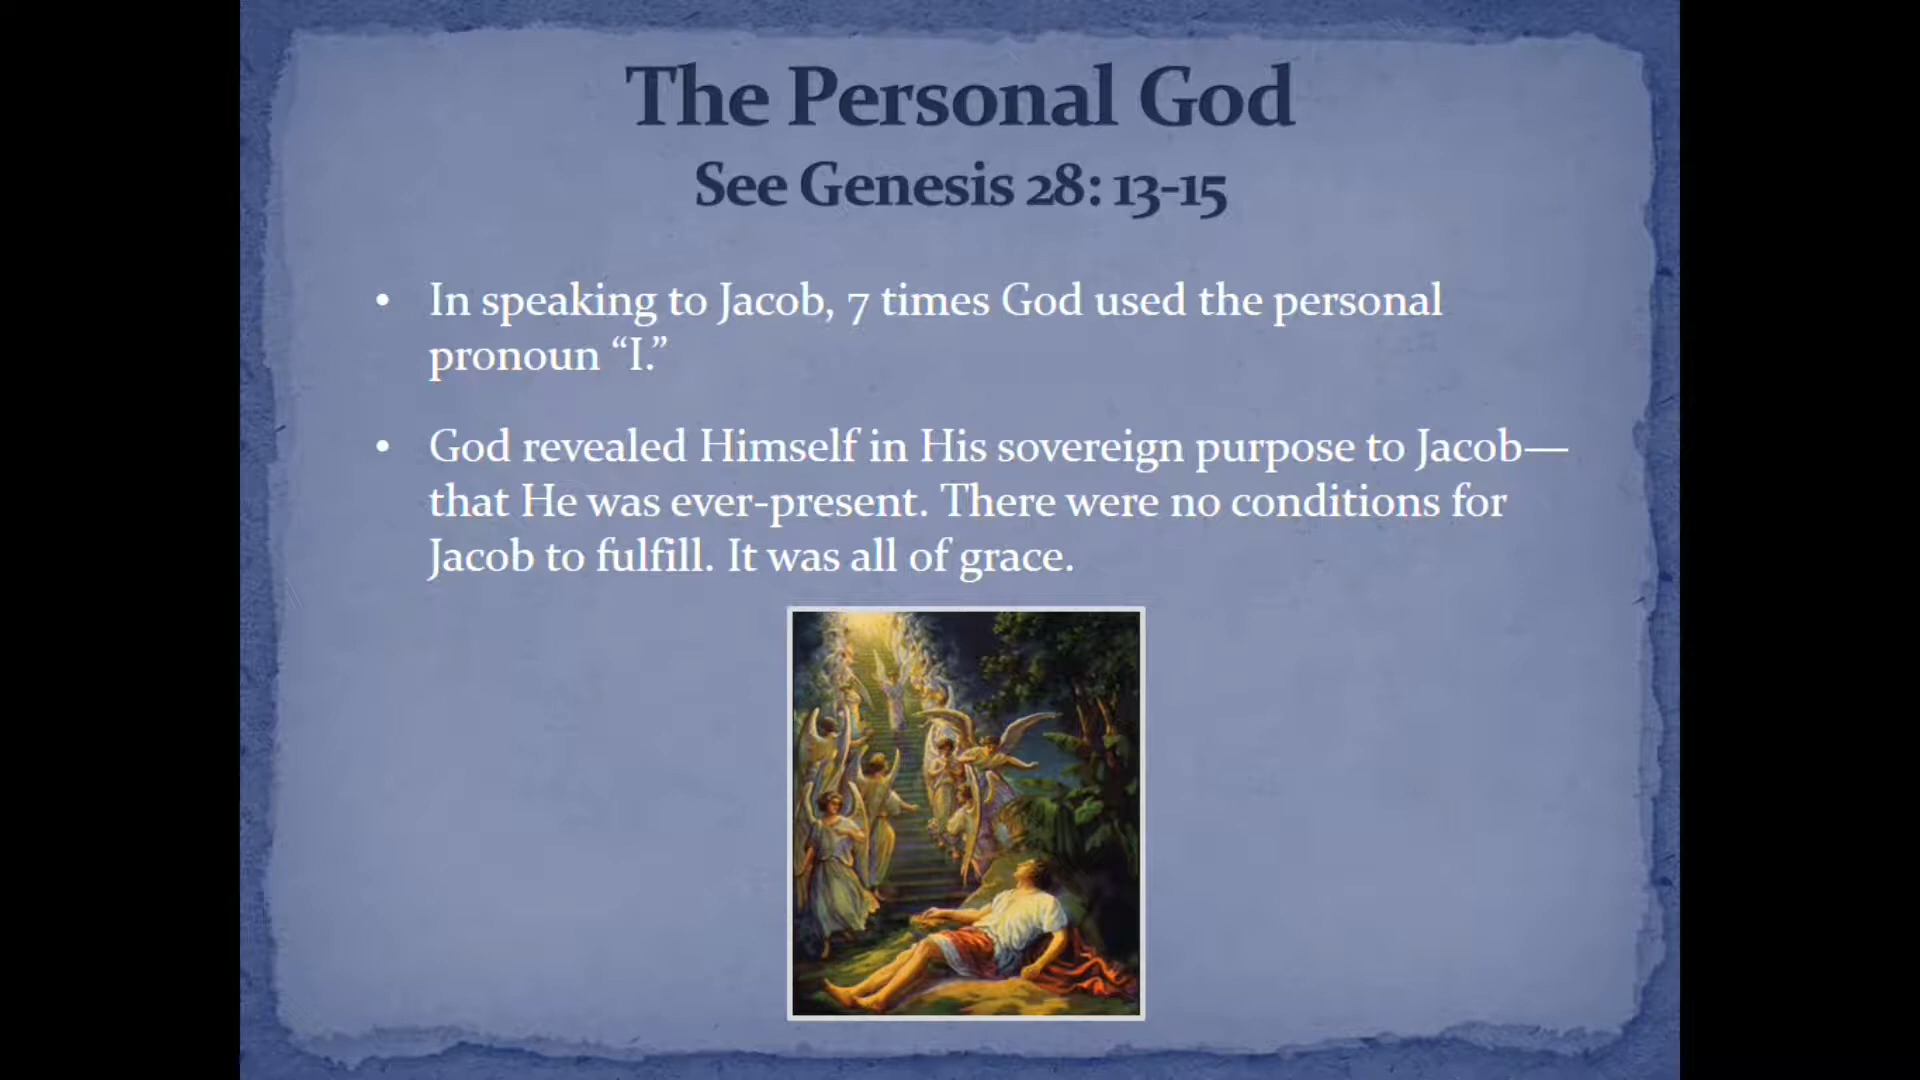 The Personal God
See Genesis 28: 13-15
• In speaking to Jacob, 7 times God used the personal
pronoun “I.”
• God revealed Himself in His sovereign purpose to Jacob—
that He was ever-present. There were no conditions for
Jacob to fulfill. It was all of grace.